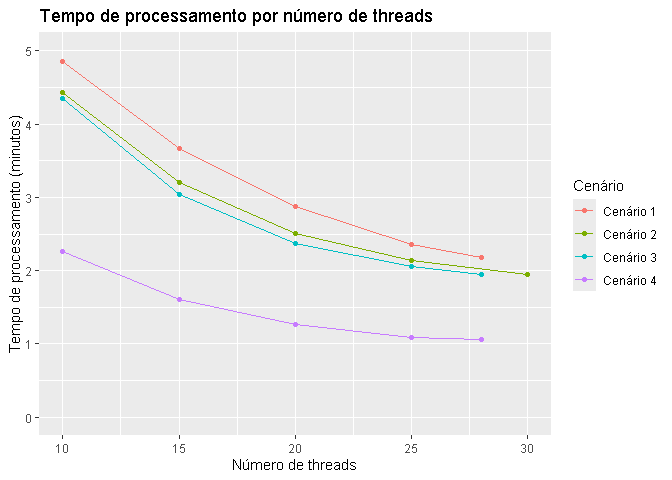 Tempo de processamento por número de threads
Tempo de processamento (minutos)
5
4
3
2
1
0
10 15 20 25 30
Número de threads
Cenário
Cenário 1
Cenário 2
Cenário 3
Cenário 4